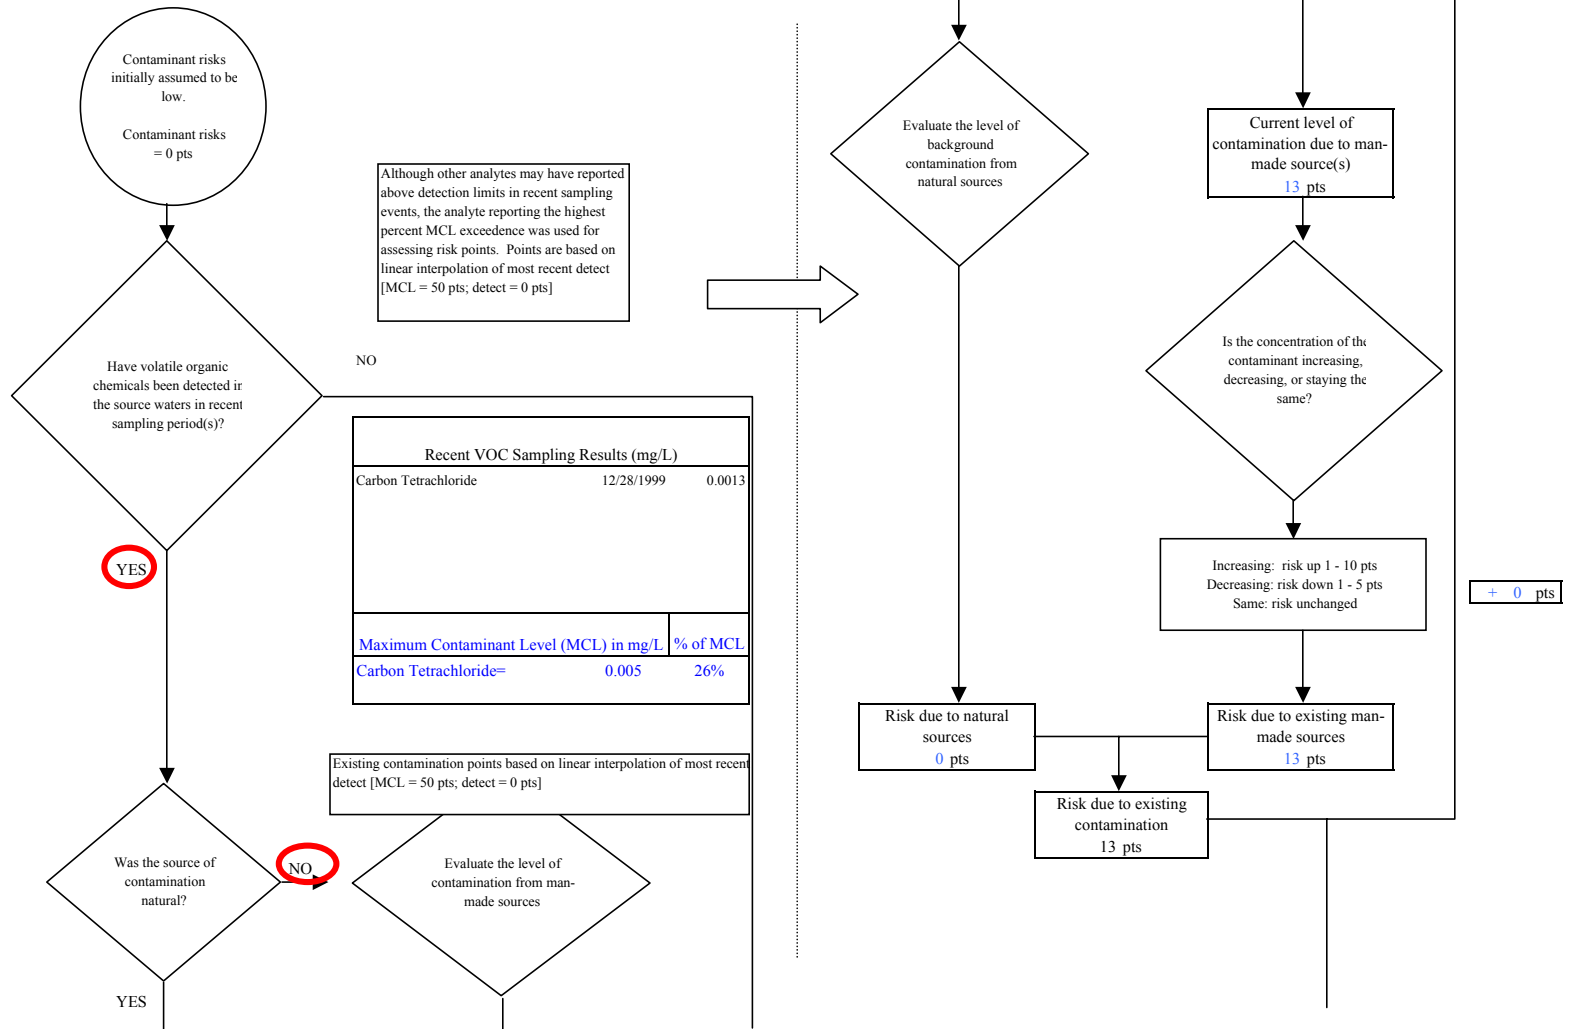 Contaminant risks
initially assumed to be
low.
Contaminant risks
= 0 pts
Although other analytes may have reported
above detection limits in recent sampling
events, the analyte reporting the highest
percent MCL exceedence was used for
assessing risk points.  Points are based on
linear interpolation of most recent detect
[MCL = 50 pts; detect = 0 pts]
Have volatile organic
chemicals been detected in
the source waters in recent
sampling period(s)?
NO
Recent VOC Sampling Results (mg/L)
Carbon Tetrachloride 12/28/1999 0.0013
Maximum Contaminant Level (MCL) in mg/L % of MCL
Carbon Tetrachloride= 0.005 26%
YES
Existing contamination points based on linear interpolation of most recent
detect [MCL = 50 pts; detect = 0 pts]
Was the source of
contamination
natural?
NO
Evaluate the level of
contamination from man-
made sources
YES
Evaluate the level of
background
contamination from
natural sources
Current level of
contamination due to man-
made source(s)
13 pts
Is the concentration of the
contaminant increasing,
decreasing, or staying the
same?
Increasing:  risk up 1 - 10 pts
Decreasing: risk down 1 - 5 pts
Same: risk unchanged
+ 0 pts
Risk due to natural
sources
0 pts
Risk due to existing man-
made sources
13 pts
Risk due to existing
contamination
13 pts